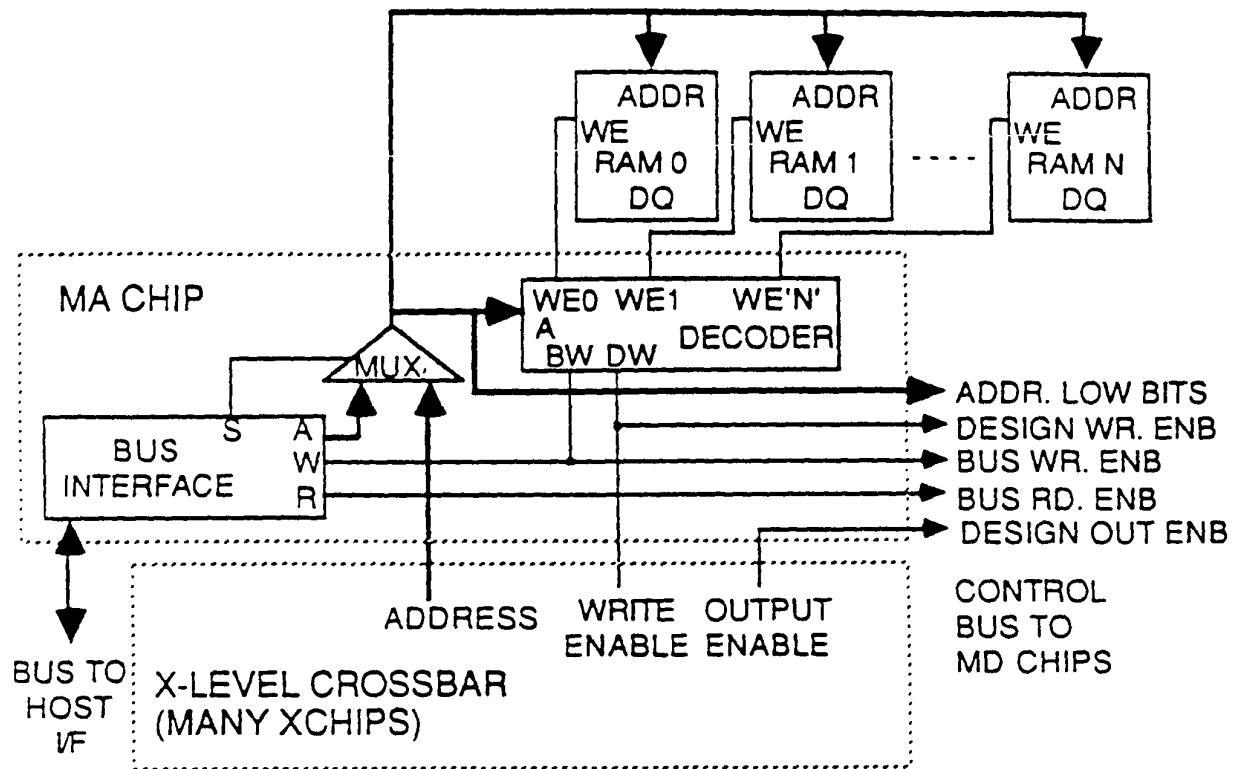 ADDR
WE
RAM 0
DQ
ADDR
WE
RAM 1
DQ
ADDR
WE
RAM N
DQ
MA CHIP
WE0 WE1 WE'N'
A
DECODER
BW DW
MUX
S
A
W
R
BUS
INTERFACE
ADDR. LOW BITS
DESIGN WR. ENB
BUS WR. ENB
BUS RD. ENB
DESIGN OUT ENB
ADDRESS
WRITE
ENABLE
OUTPUT
ENABLE
CONTROL
BUS TO
MD CHIPS
BUS TO
HOST
I/F
X-LEVEL CROSSBAR
(MANY XCHIPS)